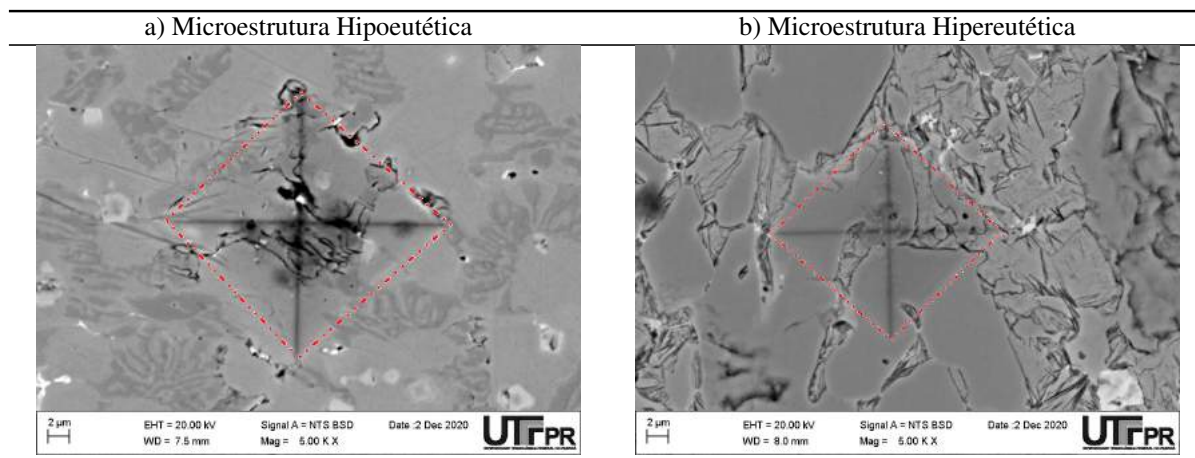 a) Microestrutura Hipoeutética
b) Microestrutura Hipereutética
2 µm
EHT = 20.00 kV
Signal A = NTS BSD
Date :2 Dec 2020
WD = 7.5 mm
Mag = 5.00 K X
UTFPR
2 µm
EHT = 20.00 kV
Signal A = NTS BSD
Date :2 Dec 2020
WD = 8.0 mm
Mag = 5.00 K X
UTFPR